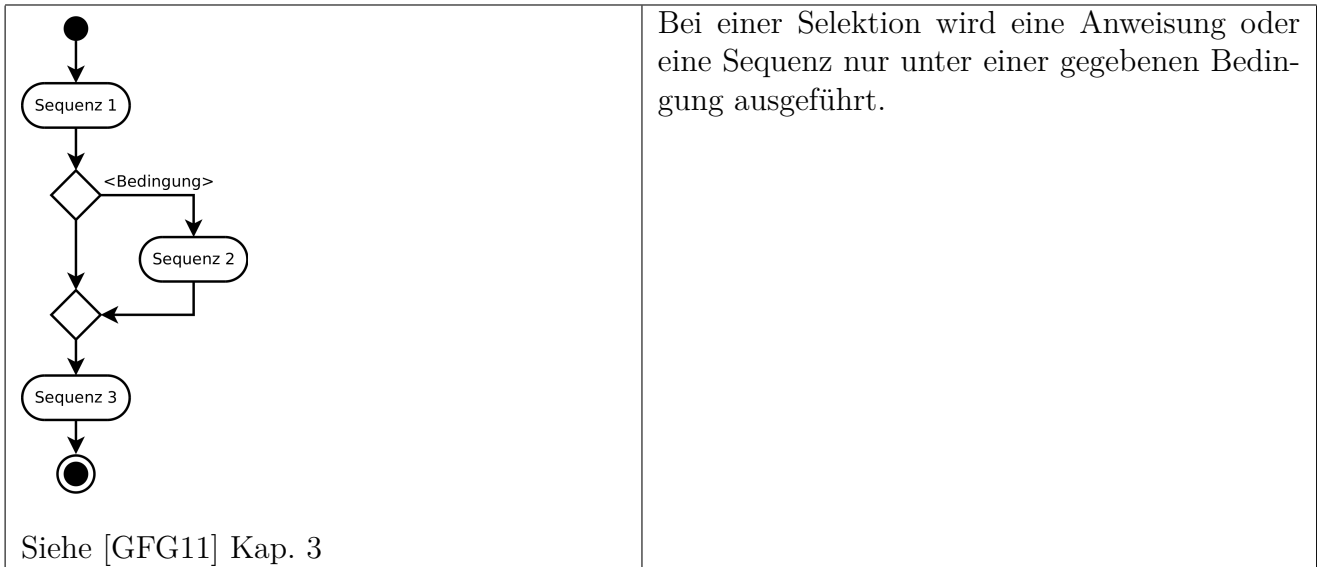 Sequenz 1
<Bedingung>
Sequenz 2
Sequenz 3
Siehe [GFG11] Kap. 3
Bei einer Selektion wird eine Anweisung oder
eine Sequenz nur unter einer gegebenen Bedin-
gung ausgeführt.